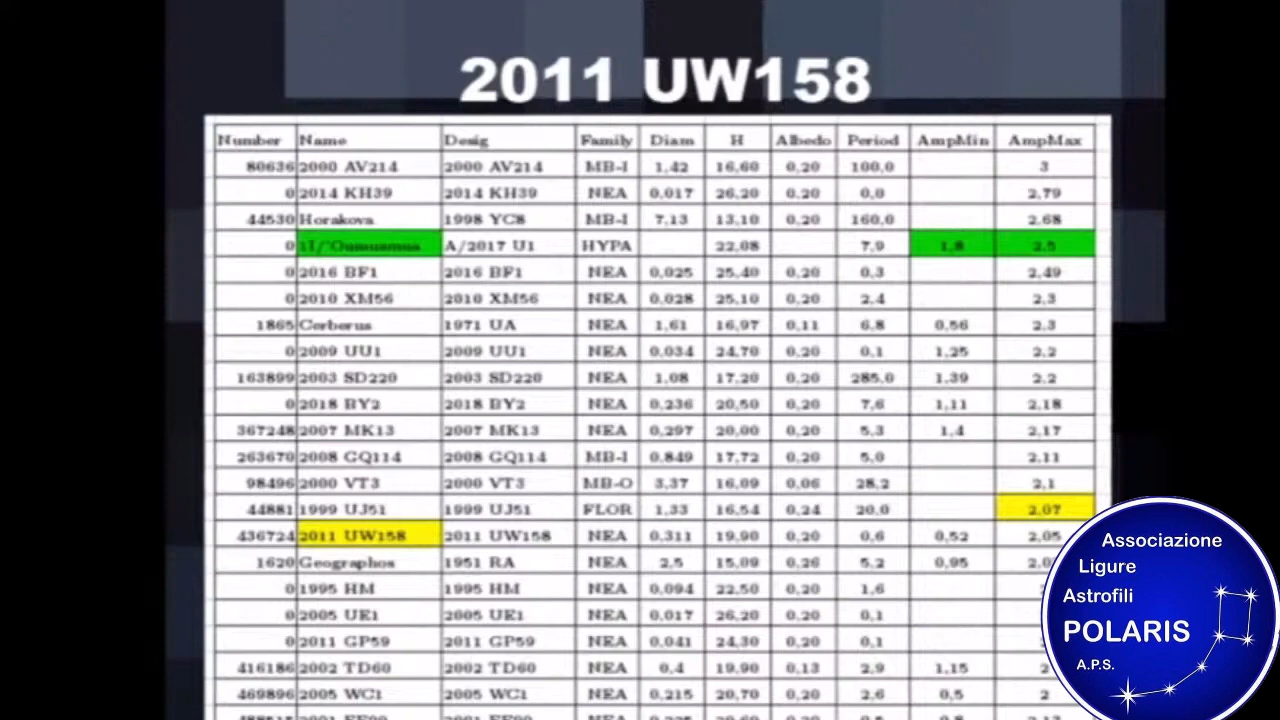 2011 UW158
Number Name Desig Family Diam H Albedo Period AmpMin AmpMax
80636 2000 AV214 2000 AV214 MB-I 1,42 16,60 0,20 100,0 3
0 2014 KH39 2014 KH39 NEA 0,017 26,20 0,20 0,0 2,79
44530 Horakova 1998 YC8 MB-I 7,13 13,10 0,20 160,0 2,68
0 1I/'Oumuamua A/2017 U1 HYPA 22,08 7,9 1,8 2,5
0 2016 BF1 2016 BF1 NEA 0,025 25,40 0,20 0,3 2,49
0 2010 XM56 2010 XM56 NEA 0,028 25,10 0,20 2,4 2,3
1865 Cerberus 1971 UA NEA 1,61 16,97 0,11 6,8 0,56 2,3
0 2009 UU1 2009 UU1 NEA 0,034 24,70 0,20 0,1 1,25 2,2
163899 2003 SD220 2003 SD220 NEA 1,08 17,20 0,20 285,0 1,39 2,2
0 2018 BY2 2018 BY2 NEA 0,236 20,50 0,20 7,6 1,11 2,18
367248 2007 MK13 2007 MK13 NEA 0,297 20,00 0,20 5,3 1,4 2,17
263670 2008 GQ114 2008 GQ114 MB-I 0,849 17,72 0,20 5,0 2,11
98496 2000 VT3 2000 VT3 MB-O 3,37 16,09 0,06 28,2 2,1
44881 1999 UJ51 1999 UJ51 FLOR 1,33 16,54 0,24 20,0 2,07
436724 2011 UW158 2011 UW158 NEA 0,311 19,90 0,20 0,6 0,52 2,05
1620 Geographos 1951 RA NEA 2,5 15,09 0,26 5,2 0,95
0 1995 HM 1995 HM NEA 0,094 22,50 0,20 1,6
0 2005 UE1 2005 UE1 NEA 0,017 26,20 0,20 0,1
0 2011 GP59 2011 GP59 NEA 0,041 24,30 0,20 0,1
416186 2002 TD60 2002 TD60 NEA 0,4 19,90 0,13 2,9 1,15 2
469896 2005 WC1 2005 WC1 NEA 0,215 20,70 0,20 2,6 0,5 2
Associazione
Ligure
Astrofili
POLARIS
A.P.S.